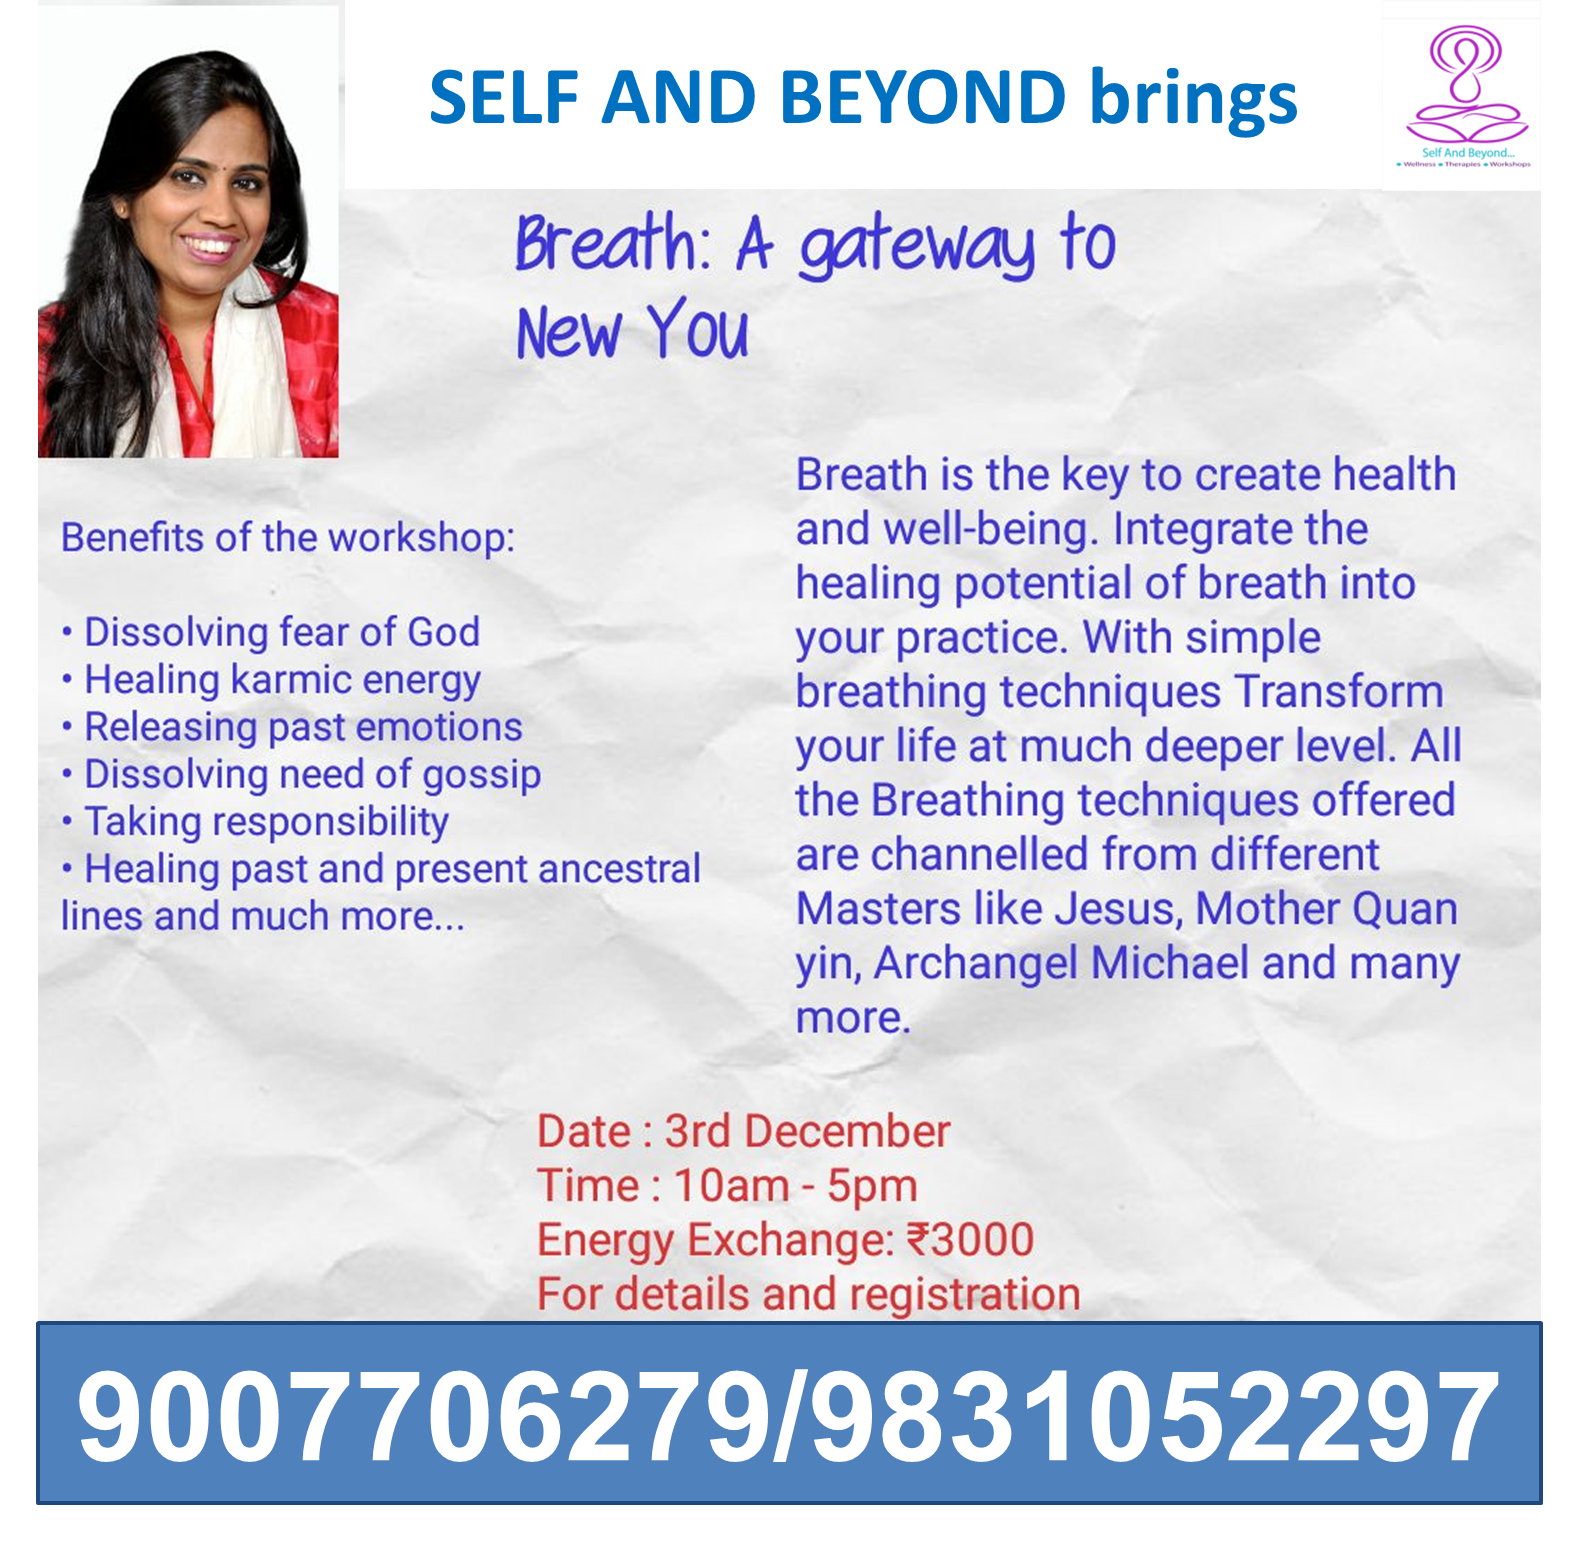 SELF AND BEYOND brings
Self And Beyond...
• Wellness • Therapies • Workshops
Breath: A gateway to
New You
Benefits of the workshop:
• Dissolving fear of God
• Healing karmic energy
• Releasing past emotions
• Dissolving need of gossip
• Taking responsibility
• Healing past and present ancestral
lines and much more...
Breath is the key to create health
and well-being. Integrate the
healing potential of breath into
your practice. With simple
breathing techniques Transform
your life at much deeper level. All
the Breathing techniques offered
are channelled from different
Masters like Jesus, Mother Quan
yin, Archangel Michael and many
more.
Date : 3rd December
Time : 10am - 5pm
Energy Exchange: ₹3000
For details and registration
9007706279/9831052297